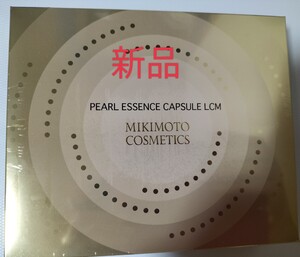 新品
PEARL ESSENCE CAPSULE LCM
MIKIMOTO
COSMETICS